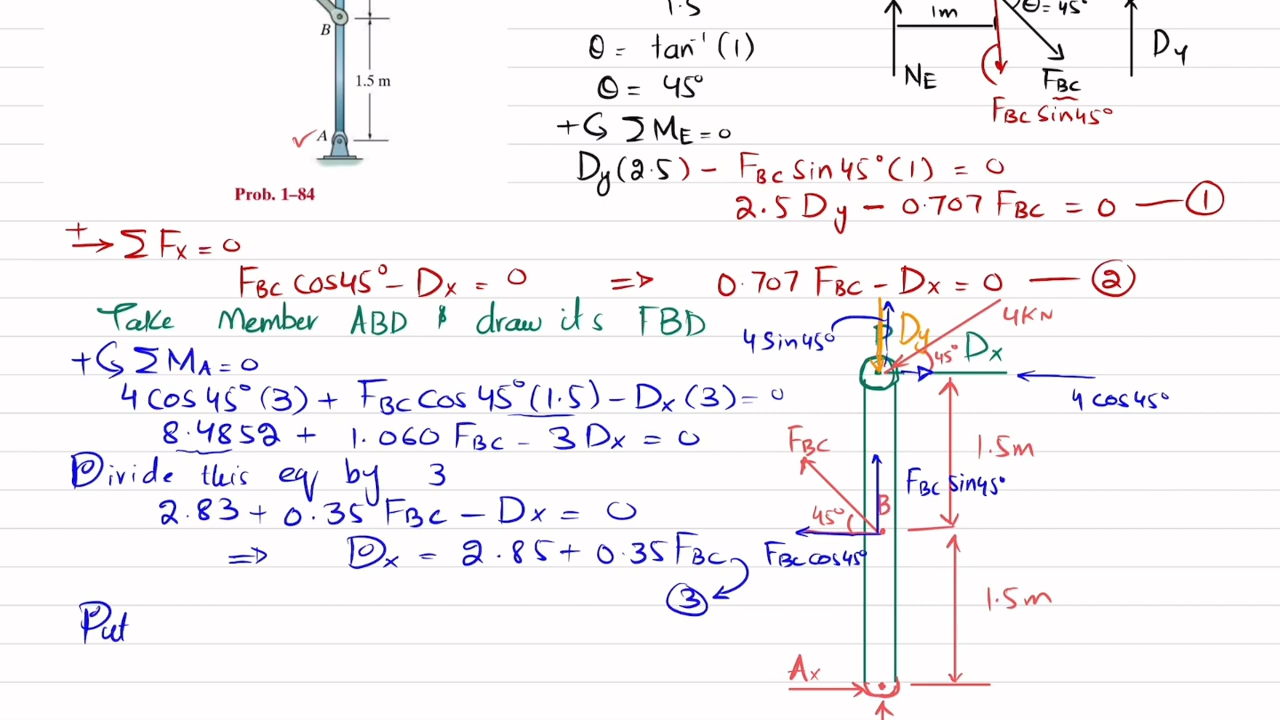 B
1.5 m
A
Prob. 1–84
1.5
θ = tan⁻¹(1)
θ = 45°
+↺ ΣM_E = 0
D_y(2.5) - F_BC sin45°(1) = 0
2.5 D_y - 0.707 F_BC = 0 — ①
1m
θ=45°
N_E
F_BC
D_y
F_BC sin45°
+→ ΣF_x = 0
F_BC cos45° - D_x = 0 ⇒ 0.707 F_BC - D_x = 0 — ②
Take Member ABD & draw its FBD
+↺ ΣM_A = 0
4 cos45°(3) + F_BC cos45°(1.5) - D_x(3) = 0
8.4852 + 1.060 F_BC - 3 D_x = 0
Divide this eq by 3
2.83 + 0.35 F_BC - D_x = 0
⇒ D_x = 2.85 + 0.35 F_BC
③
Put
4 sin45°
D_y
4KN
45°
D_x
4 cos45°
1.5m
F_BC
F_BC sin45°
B
45°
F_BC cos45°
1.5m
A_x